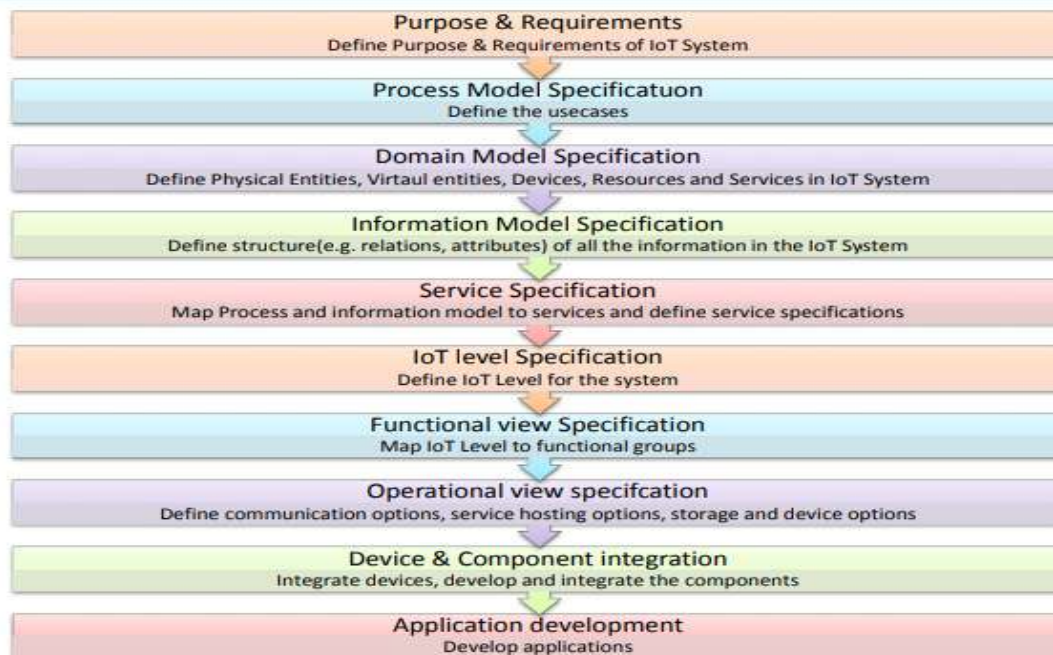 Purpose & Requirements
Define Purpose & Requirements of IoT System
Process Model Specificatuon
Define the usecases
Domain Model Specification
Define Physical Entities, Virtaul entities, Devices, Resources and Services in IoT System
Information Model Specification
Define structure(e.g. relations, attributes) of all the information in the IoT System
Service Specification
Map Process and information model to services and define service specifications
IoT level Specification
Define IoT Level for the system
Functional view Specification
Map IoT Level to functional groups
Operational view specifcation
Define communication options, service hosting options, storage and device options
Device & Component integration
Integrate devices, develop and integrate the components
Application development
Develop applications